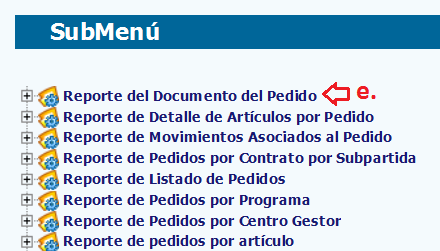 SubMenú
Reporte del Documento del Pedido e.
Reporte de Detalle de Artículos por Pedido
Reporte de Movimientos Asociados al Pedido
Reporte de Pedidos por Contrato por Subpartida
Reporte de Listado de Pedidos
Reporte de Pedidos por Programa
Reporte de Pedidos por Centro Gestor
Reporte de pedidos por artículo